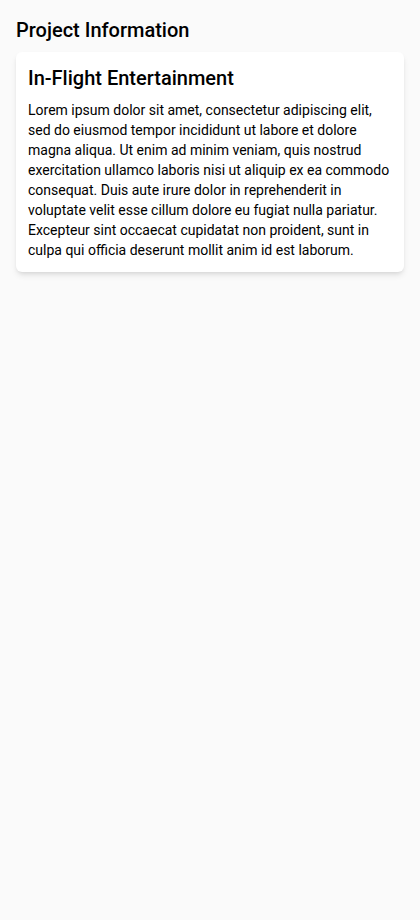 Project Information
In-Flight Entertainment
Lorem ipsum dolor sit amet, consectetur adipiscing elit,
sed do eiusmod tempor incididunt ut labore et dolore
magna aliqua. Ut enim ad minim veniam, quis nostrud
exercitation ullamco laboris nisi ut aliquip ex ea commodo
consequat. Duis aute irure dolor in reprehenderit in
voluptate velit esse cillum dolore eu fugiat nulla pariatur.
Excepteur sint occaecat cupidatat non proident, sunt in
culpa qui officia deserunt mollit anim id est laborum.